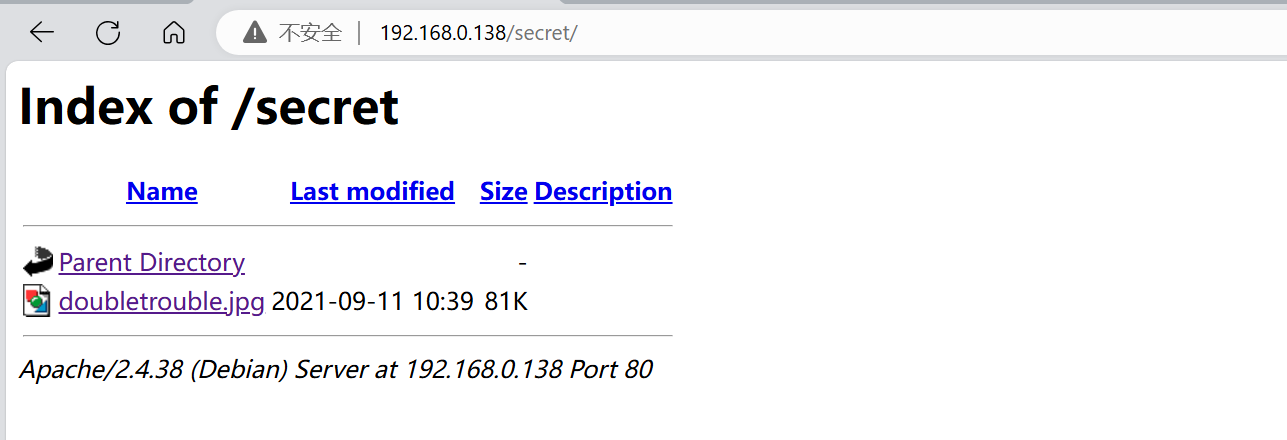 不安全 | 192.168.0.138/secret/
Index of /secret
Name Last modified Size Description
Parent Directory -
doubletrouble.jpg 2021-09-11 10:39 81K
Apache/2.4.38 (Debian) Server at 192.168.0.138 Port 80